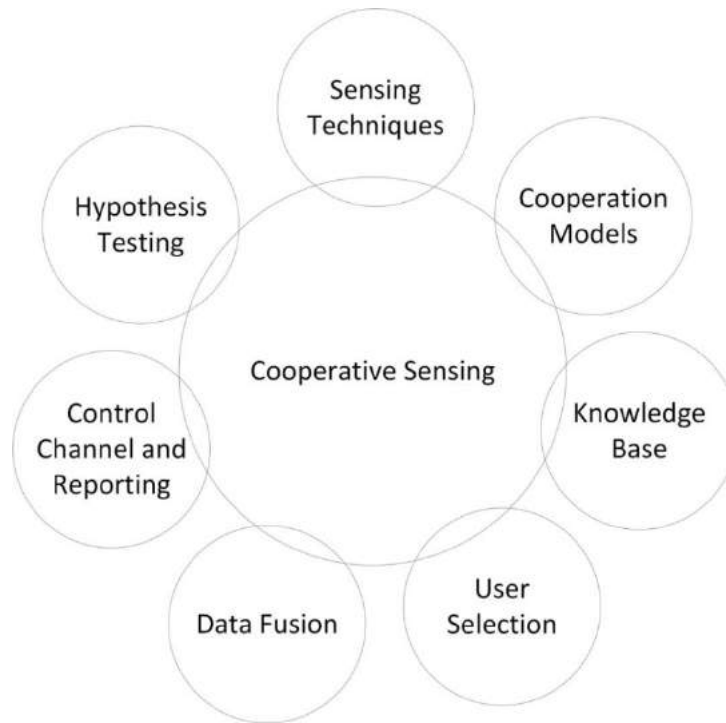 Sensing
Techniques
Cooperation
Models
Hypothesis
Testing
Cooperative Sensing
Knowledge
Base
Control
Channel and
Reporting
User
Selection
Data Fusion